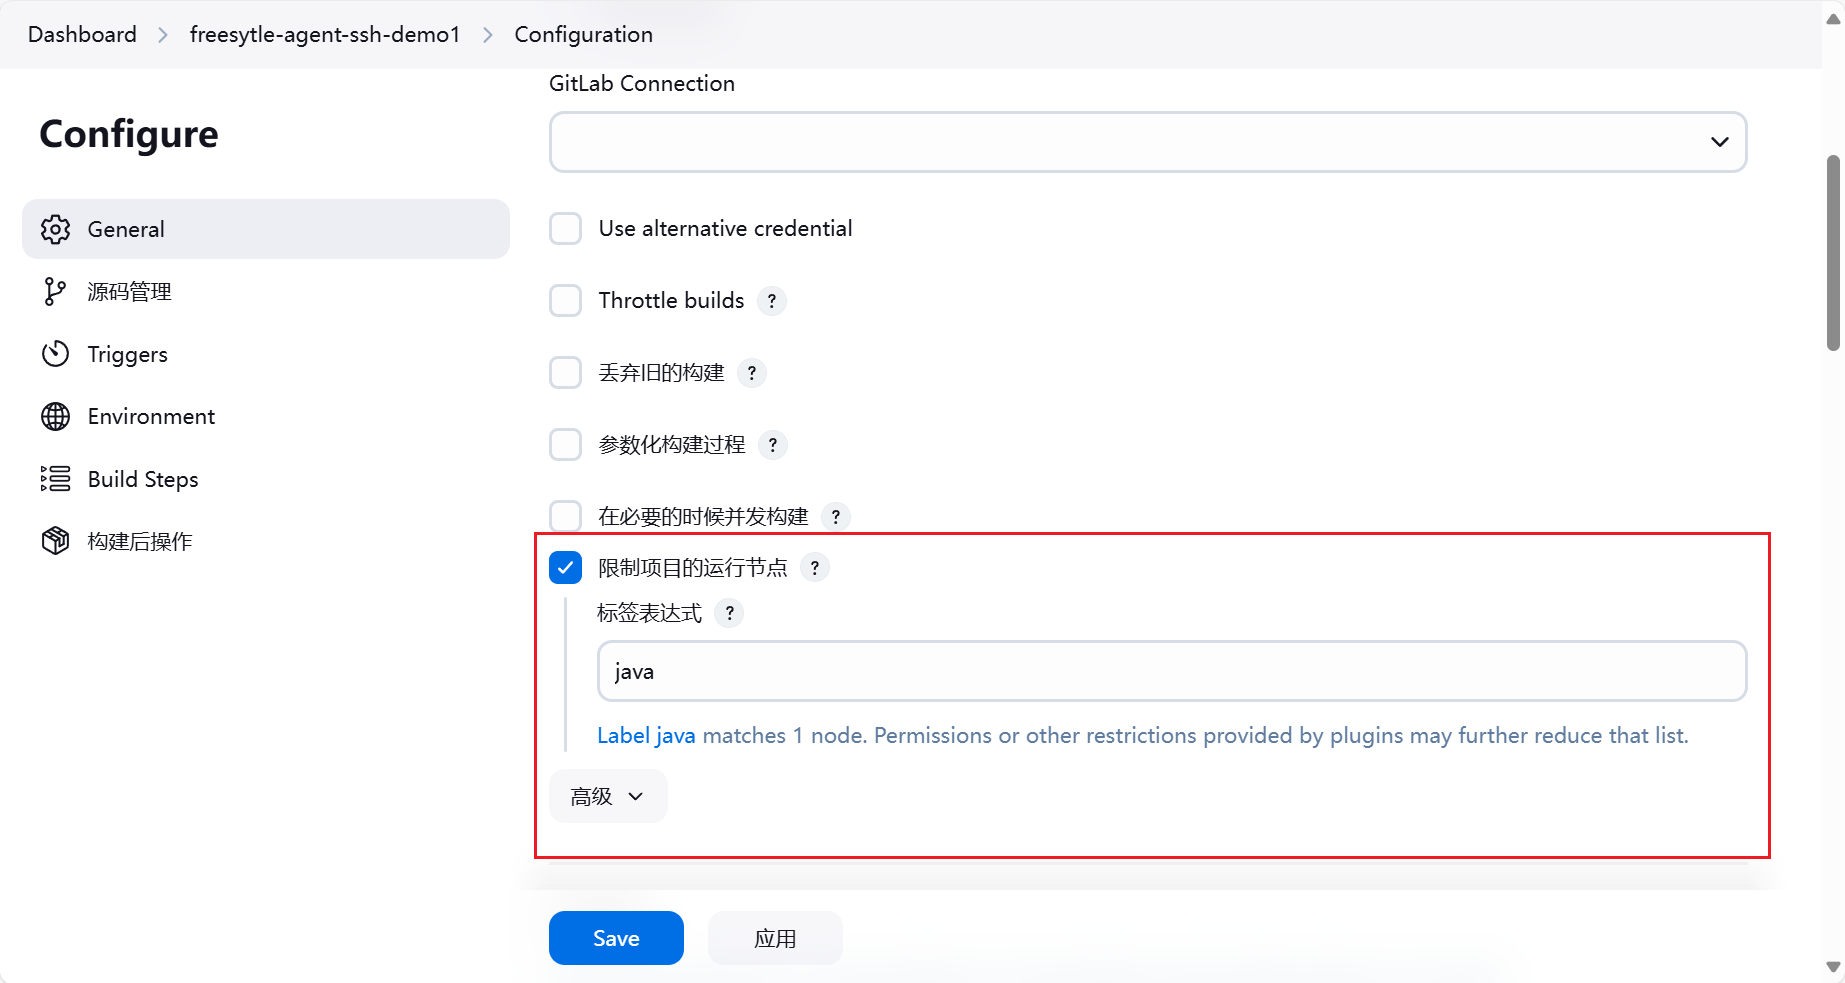 Dashboard > freesytle-agent-ssh-demo1 > Configuration
Configure
General
源码管理
Triggers
Environment
Build Steps
构建后操作
GitLab Connection
Use alternative credential
Throttle builds ?
丢弃旧的构建 ?
参数化构建过程 ?
在必要的时候并发构建 ?
限制项目的运行节点 ?
标签表达式 ?
java
Label java matches 1 node. Permissions or other restrictions provided by plugins may further reduce that list.
高级
Save
应用